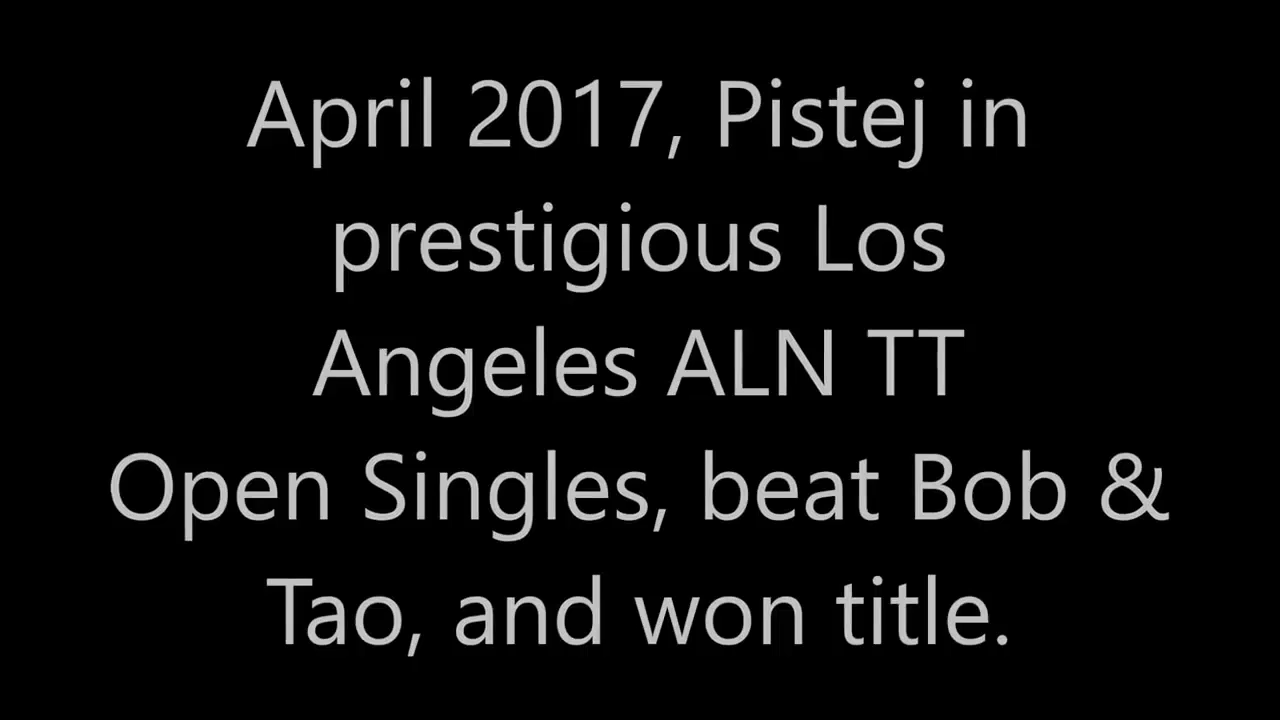 April 2017, Pistej in
prestigious Los
Angeles ALN TT
Open Singles, beat Bob &
Tao, and won title.